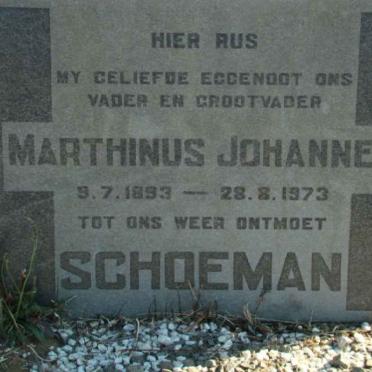 HIER RUS
MY GELIEFDE EGGENOOT ONS
VADER EN GROOTVADER
MARTHINUS JOHANNE
9.7.1893 — 28.8.1973
TOT ONS WEER ONTMOET
SCHOEMAN